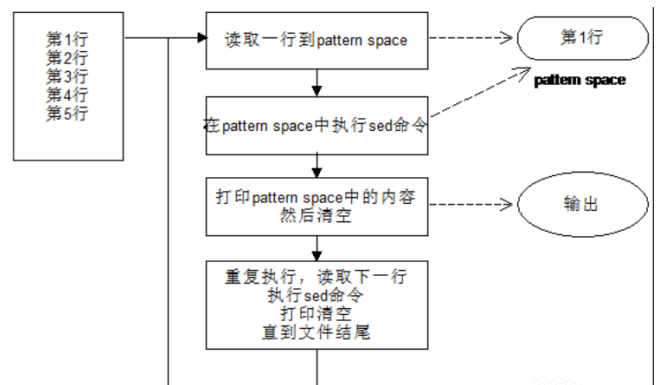 第1行
第2行
第3行
第4行
第5行
读取一行到pattern space
第1行
pattern space
在pattern space中执行sed命令
打印pattern space中的内容
然后清空
输出
重复执行，读取下一行
执行sed命令
打印清空
直到文件结尾